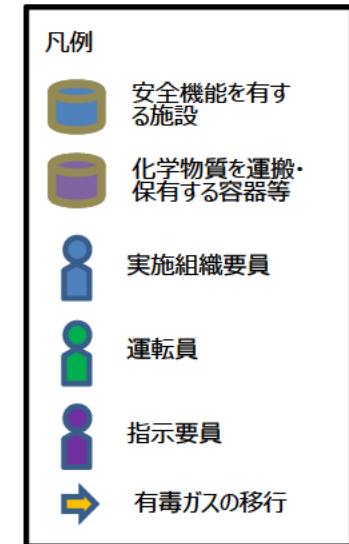 凡例
安全機能を有す
る施設
化学物質を運搬・
保有する容器等
実施組織要員
運転員
指示要員
有毒ガスの移行